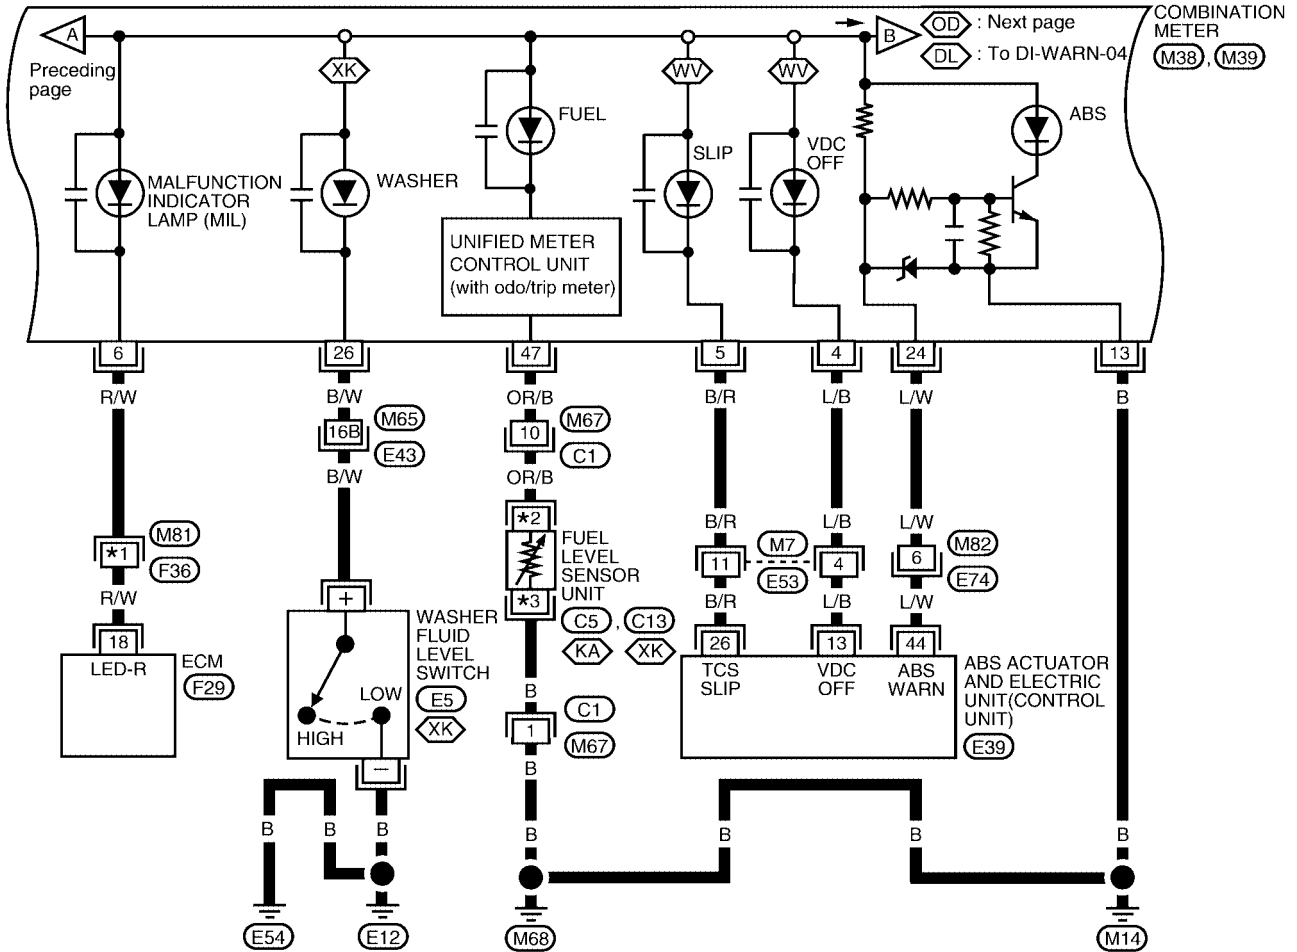 A
Preceding
page
XK
WV
WV
B
OD : Next page
DL : To DI-WARN-04
COMBINATION
METER
M38 , M39
MALFUNCTION
INDICATOR
LAMP (MIL)
WASHER
FUEL
SLIP
VDC
OFF
ABS
UNIFIED METER
CONTROL UNIT
(with odo/trip meter)
6
26
47
5
4
24
13
R/W
B/W
OR/B
B/R
L/B
L/W
B
16B
M65
E43
10
M67
C1
B/W
OR/B
*2
B/R
L/B
L/W
*1
M81
F36
FUEL
LEVEL
SENSOR
UNIT
*3
C5 , C13
KA
XK
11
M7
E53
4
6
M82
E74
R/W
B/R
L/B
L/W
18
LED-R
ECM
F29
+
WASHER
FLUID
LEVEL
SWITCH
E5
XK
LOW
HIGH
–
26
13
44
TCS
SLIP
VDC
OFF
ABS
WARN
ABS ACTUATOR
AND ELECTRIC
UNIT(CONTROL
UNIT)
E39
B
1
C1
M67
B
B
B
B
B
B
B
B
E54
E12
M68
M14